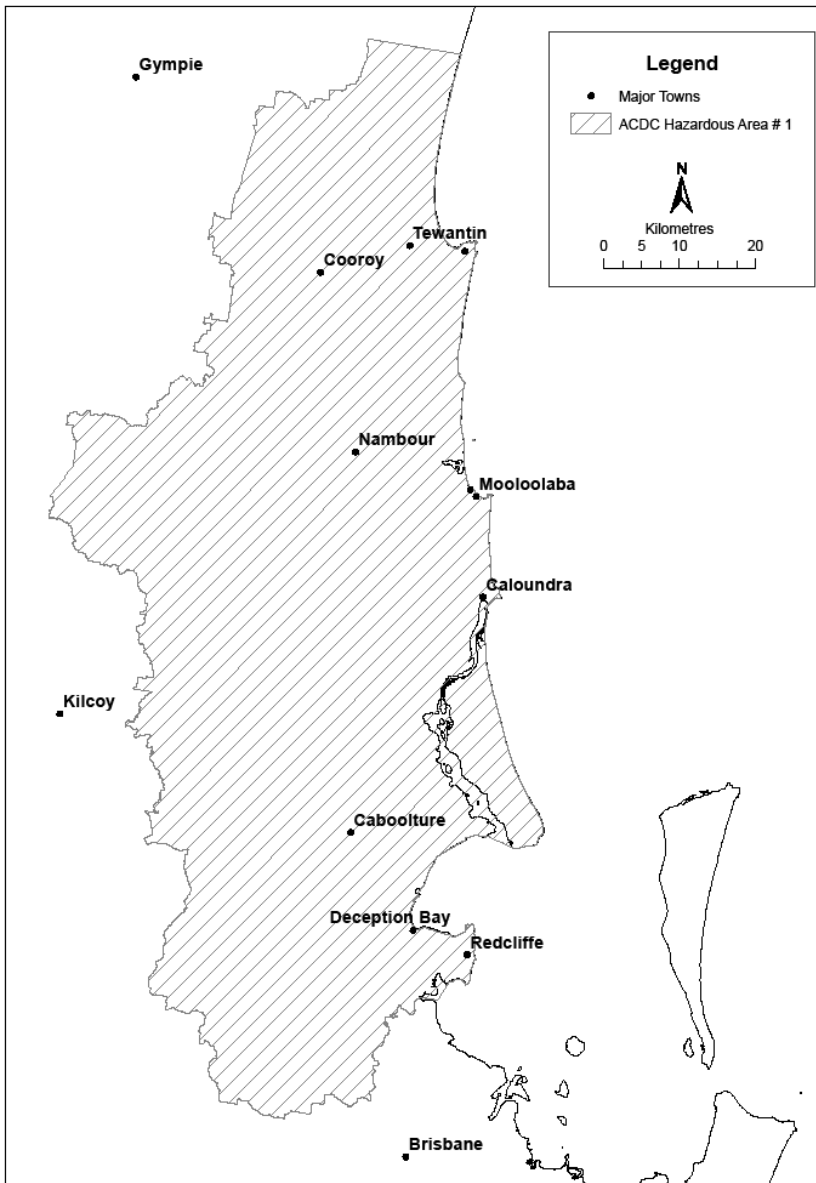 Gympie
Legend
Major Towns
ACDC Hazardous Area # 1
N
Kilometres
0 5 10 20
Tewantin
Cooroy
Nambour
Mooloolaba
Caloundra
Kilcoy
Caboolture
Deception Bay
Redcliffe
Brisbane